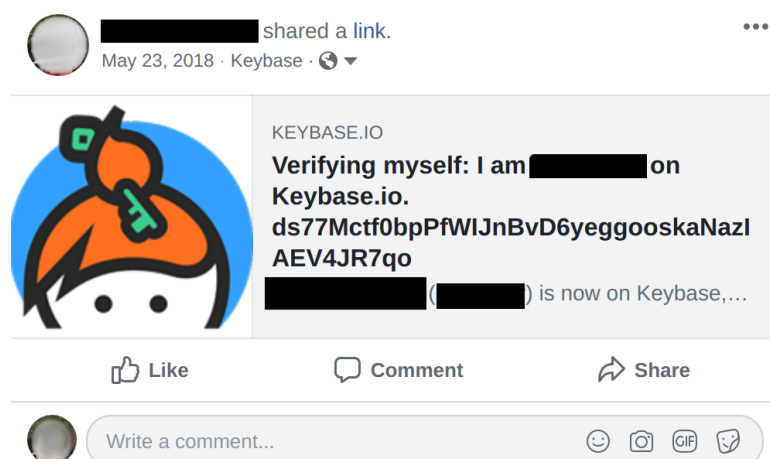 shared a link.
May 23, 2018 · Keybase ·
KEYBASE.IO
Verifying myself: I am on
Keybase.io.
ds77Mctf0bpPfWIJnBvD6yeggooskaNazI
AEV4JR7qo
( ) is now on Keybase,...
Like Comment Share
Write a comment... GIF